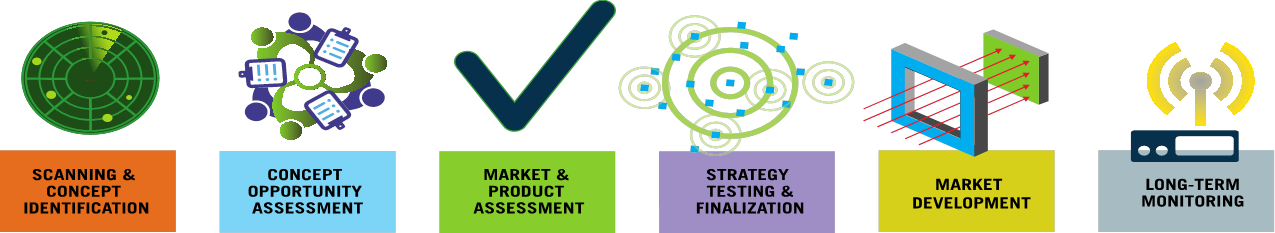 SCANNING &
CONCEPT
IDENTIFICATION
CONCEPT
OPPORTUNITY
ASSESSMENT
MARKET &
PRODUCT
ASSESSMENT
STRATEGY
TESTING &
FINALIZATION
MARKET
DEVELOPMENT
LONG-TERM
MONITORING